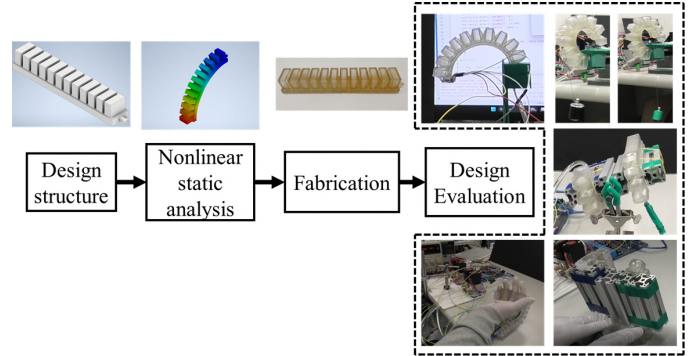 Design
structure
Nonlinear
static
analysis
Fabrication
Design
Evaluation